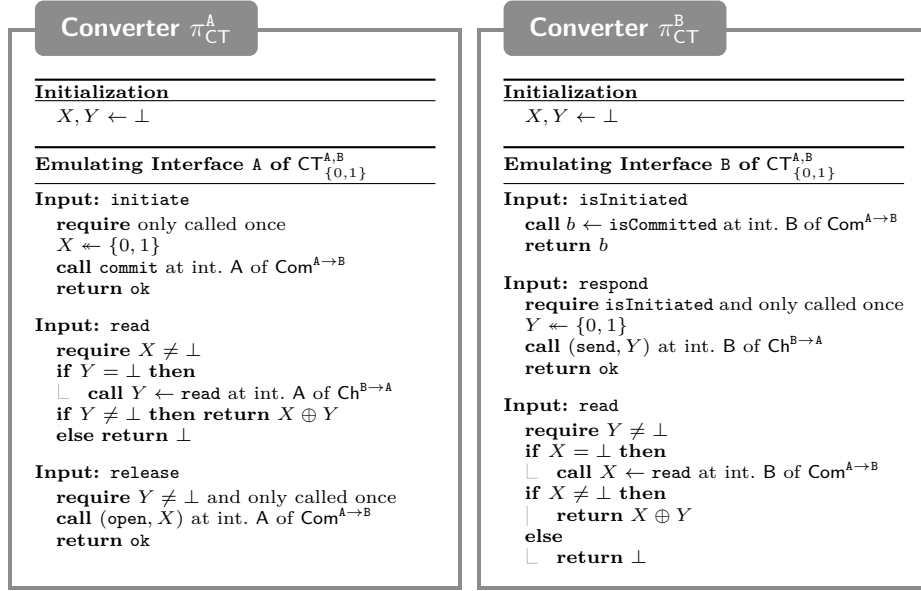 Converter π^A_CT
Initialization
X, Y ← ⊥
Emulating Interface A of CT^{A,B}_{{0,1}}
Input: initiate
require only called once
X ↞ {0, 1}
call commit at int. A of Com^{A→B}
return ok
Input: read
require X ≠ ⊥
if Y = ⊥ then
call Y ← read at int. A of Ch^{B→A}
if Y ≠ ⊥ then return X ⊕ Y
else return ⊥
Input: release
require Y ≠ ⊥ and only called once
call (open, X) at int. A of Com^{A→B}
return ok
Converter π^B_CT
Initialization
X, Y ← ⊥
Emulating Interface B of CT^{A,B}_{{0,1}}
Input: isInitiated
call b ← isCommitted at int. B of Com^{A→B}
return b
Input: respond
require isInitiated and only called once
Y ↞ {0, 1}
call (send, Y) at int. B of Ch^{B→A}
return ok
Input: read
require Y ≠ ⊥
if X = ⊥ then
call X ← read at int. B of Com^{A→B}
if X ≠ ⊥ then
return X ⊕ Y
else
return ⊥